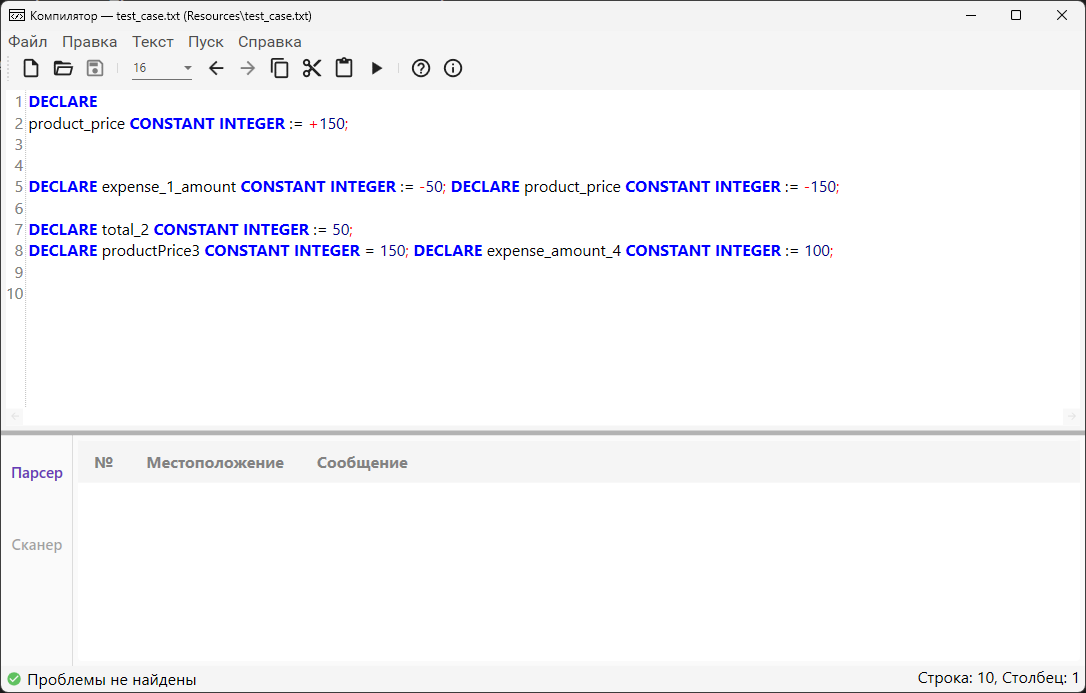 Компилятор — test_case.txt (Resources\test_case.txt)
Файл Правка Текст Пуск Справка
16
1 DECLARE
2 product_price CONSTANT INTEGER := +150;
3
4
5 DECLARE expense_1_amount CONSTANT INTEGER := -50; DECLARE product_price CONSTANT INTEGER := -150;
6
7 DECLARE total_2 CONSTANT INTEGER := 50;
8 DECLARE productPrice3 CONSTANT INTEGER = 150; DECLARE expense_amount_4 CONSTANT INTEGER := 100;
9
10
Парсер
Сканер
№ Местоположение Сообщение
Проблемы не найдены
Строка: 10, Столбец: 1